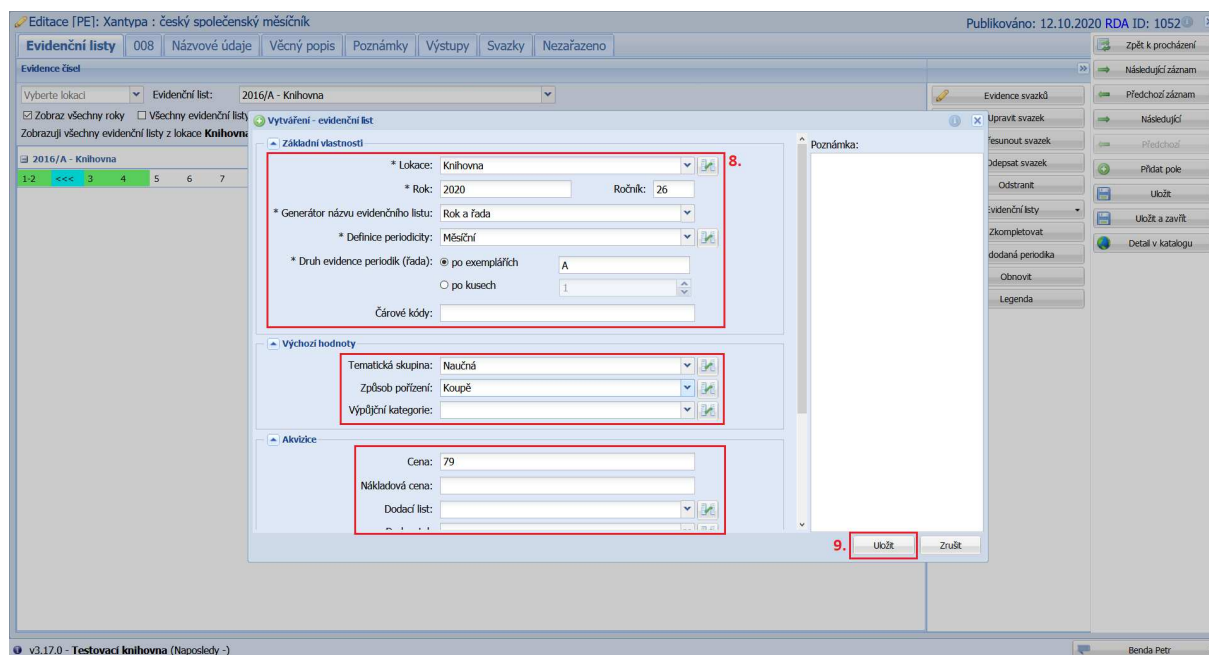 Editace [PE]: Xantypa : český společenský měsíčník
Publikováno: 12.10.2020 RDA ID: 1052
Evidenční listy 008 Názvové údaje Věcný popis Poznámky Výstupy Svazky Nezařazeno
Evidence čísel
Vyberte lokaci Evidenční list: 2016/A - Knihovna
Zobraz všechny roky Všechny evidenční listy
Zobrazuji všechny evidenční listy z lokace Knihovna
2016/A - Knihovna
1-2 <<< 3 4 5 6 7
Vytváření - evidenční list
Základní vlastnosti
* Lokace: Knihovna
8.
* Rok: 2020 Ročník: 26
* Generátor názvu evidenčního listu: Rok a řada
* Definice periodicity: Měsíční
* Druh evidence periodik (řada): po exemplářích A
po kusech 1
Čárové kódy:
Výchozí hodnoty
Tematická skupina: Naučná
Způsob pořízení: Koupě
Výpůjční kategorie:
Akvizice
Cena: 79
Nákladová cena:
Dodací list:
Poznámka:
9. Uložit Zrušit
Evidence svazků
Upravit svazek
Přesunout svazek
Odepsat svazek
Odstranit
Evidenční listy
Zkompletovat
dodaná periodika
Obnovit
Legenda
Zpět k procházení
Následující záznam
Předchozí záznam
Následující
Předchozí
Přidat pole
Uložit
Uložit a zavřít
Detail v katalogu
v3.17.0 - Testovací knihovna (Naposledy -)
Benda Petr